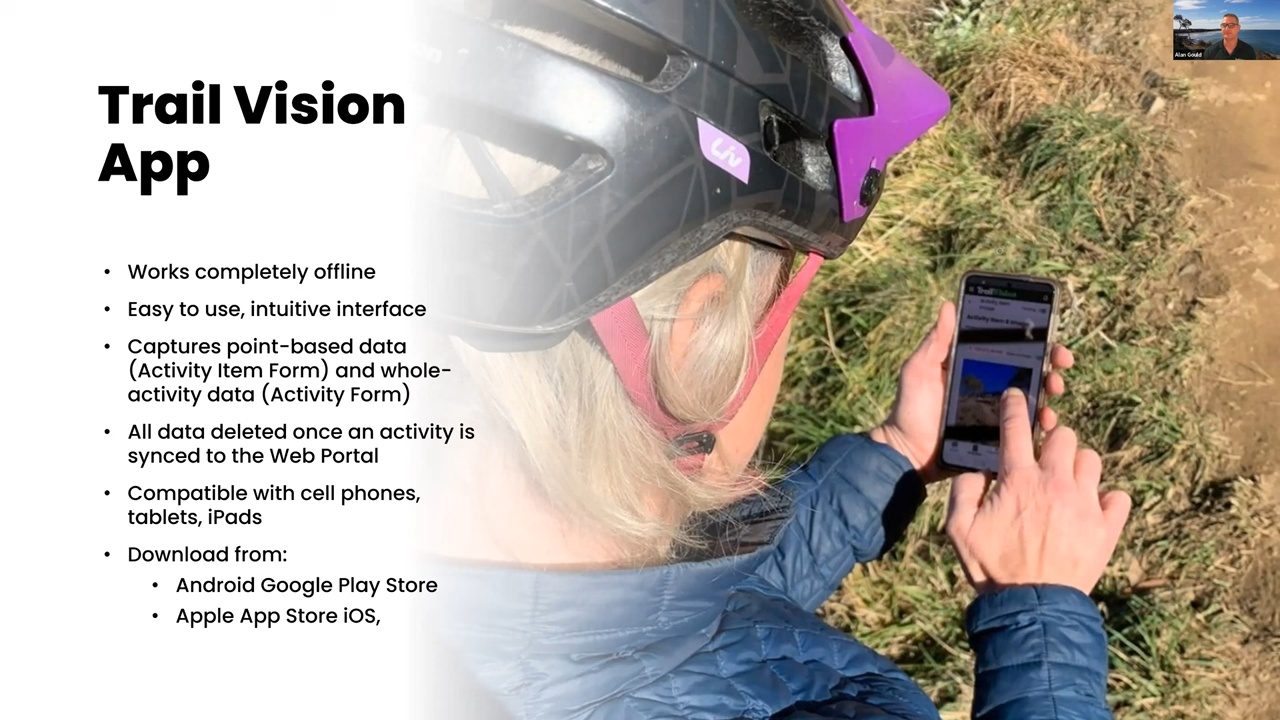 Trail Vision
App
• Works completely offline
• Easy to use, intuitive interface
• Captures point-based data
(Activity Item Form) and whole-
activity data (Activity Form)
• All data deleted once an activity is
synced to the Web Portal
• Compatible with cell phones,
tablets, iPads
• Download from:
• Android Google Play Store
• Apple App Store iOS,
Liv
TrailVision
Alan Gould